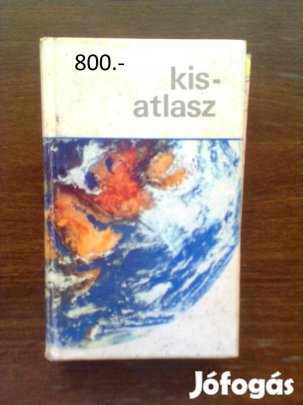 800.-
kis-
atlasz
Jófogás